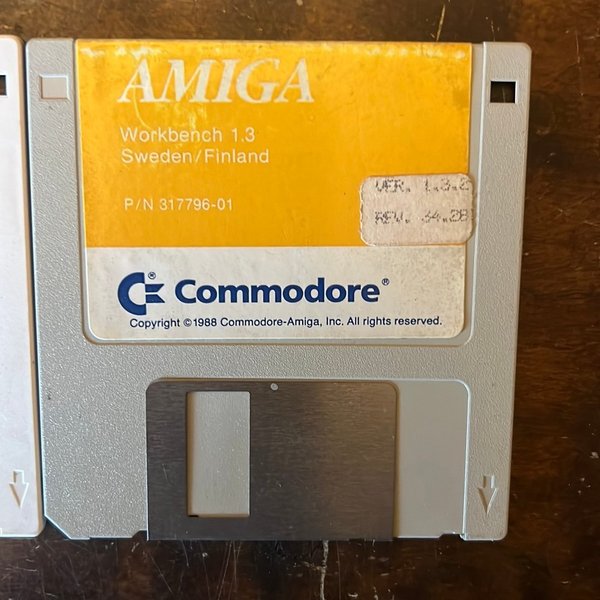 AMIGA
Workbench 1.3
Sweden/Finland
P/N 317796-01
VER. 1.3.2
REV. 34.28
Commodore®
Copyright ©1988 Commodore-Amiga, Inc. All rights reserved.